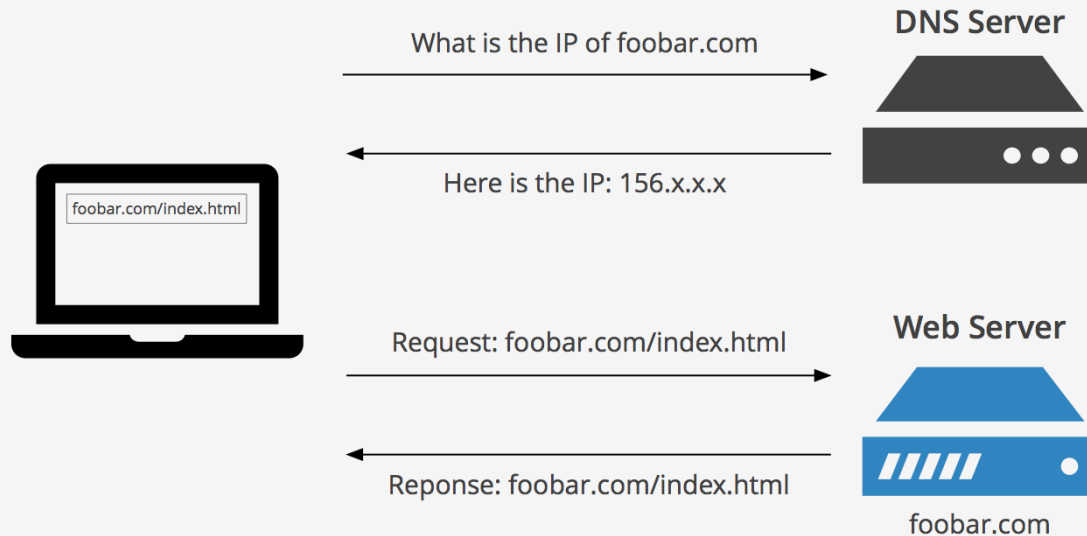 DNS Server
What is the IP of foobar.com
Here is the IP: 156.x.x.x
foobar.com/index.html
Web Server
Request: foobar.com/index.html
Reponse: foobar.com/index.html
foobar.com